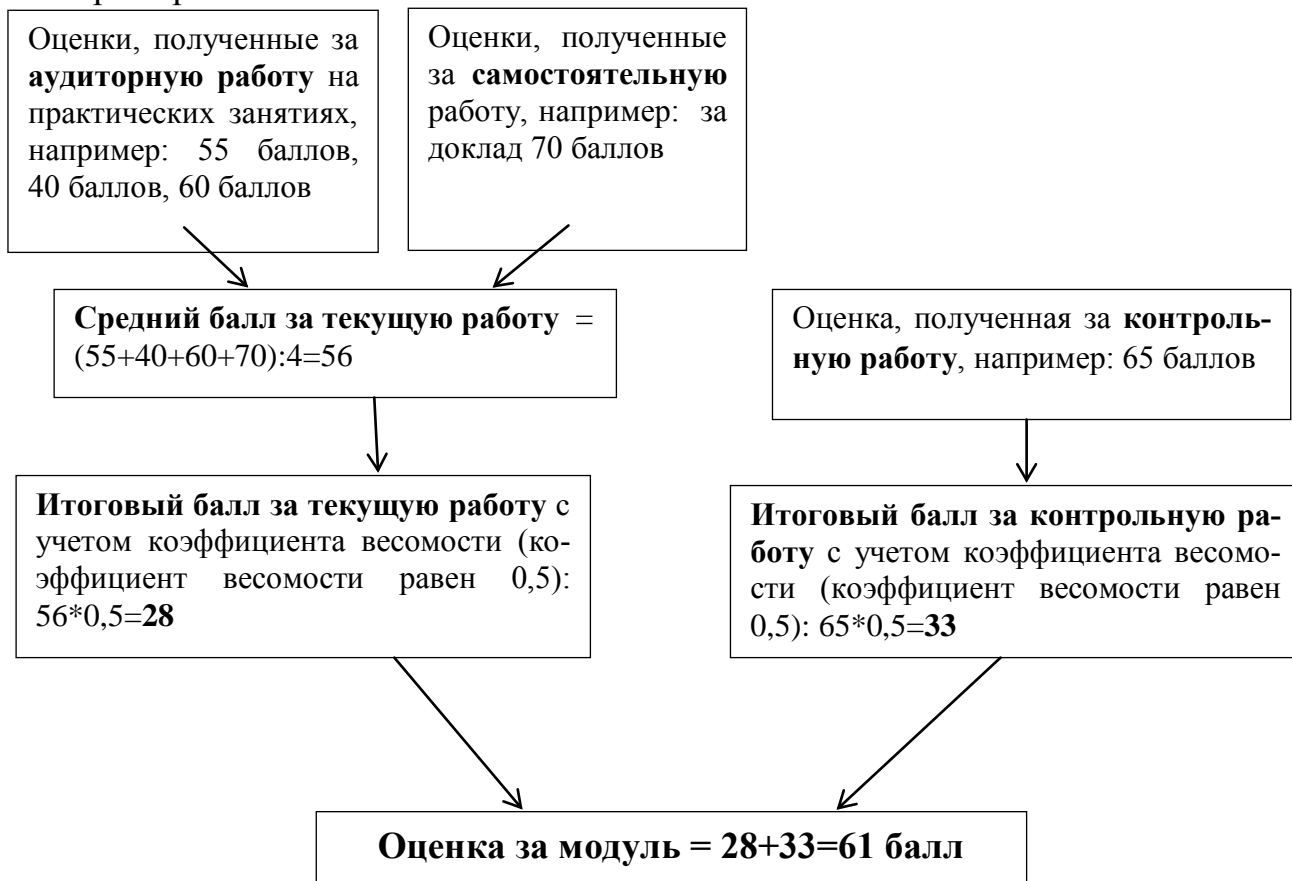 Оценки, полученные за
аудиторную работу на
практических занятиях,
например: 55 баллов,
40 баллов, 60 баллов
Оценки, полученные
за самостоятельную
работу, например: за
доклад 70 баллов
Средний балл за текущую работу =
(55+40+60+70):4=56
Оценка, полученная за контроль-
ную работу, например: 65 баллов
Итоговый балл за текущую работу с
учетом коэффициента весомости (ко-
эффициент весомости равен 0,5):
56*0,5=28
Итоговый балл за контрольную ра-
боту с учетом коэффициента весомо-
сти (коэффициент весомости равен
0,5): 65*0,5=33
Оценка за модуль = 28+33=61 балл